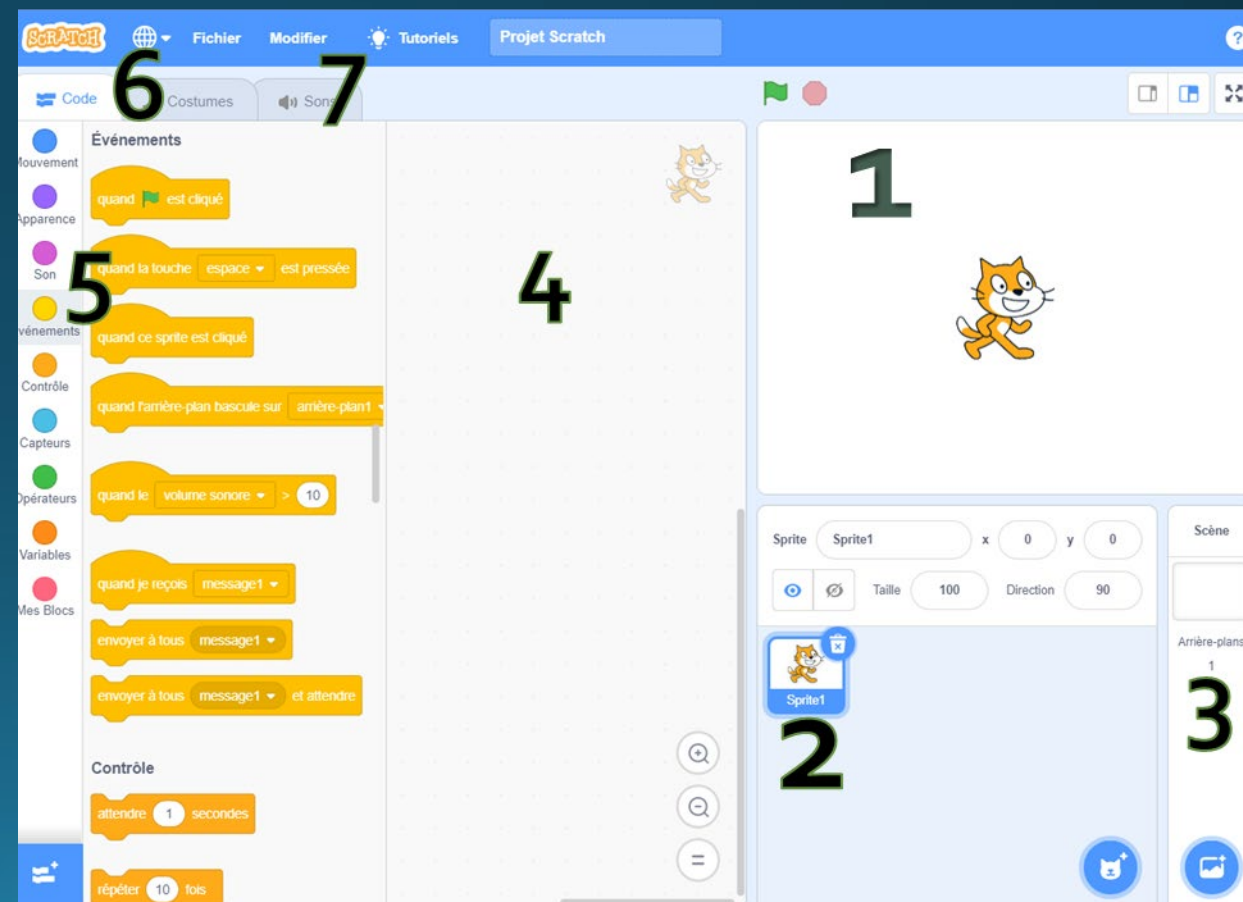 SCRATCH Fichier Modifier Tutoriels Projet Scratch ?
6 7
Code Costumes Sons
Mouvement
Apparence
Son
Événements
Contrôle
Capteurs
Opérateurs
Variables
Mes Blocs
5
Événements
quand est cliqué
quand la touche espace est pressée
quand ce sprite est cliqué
quand l'arrière-plan bascule sur arrière-plan1
quand le volume sonore > 10
quand je reçois message1
envoyer à tous message1
envoyer à tous message1 et attendre
Contrôle
attendre 1 secondes
répéter 10 fois
4
=
1
Sprite Sprite1 x 0 y 0
Taille 100 Direction 90
Sprite1
2
Scène
Arrière-plans
1
3